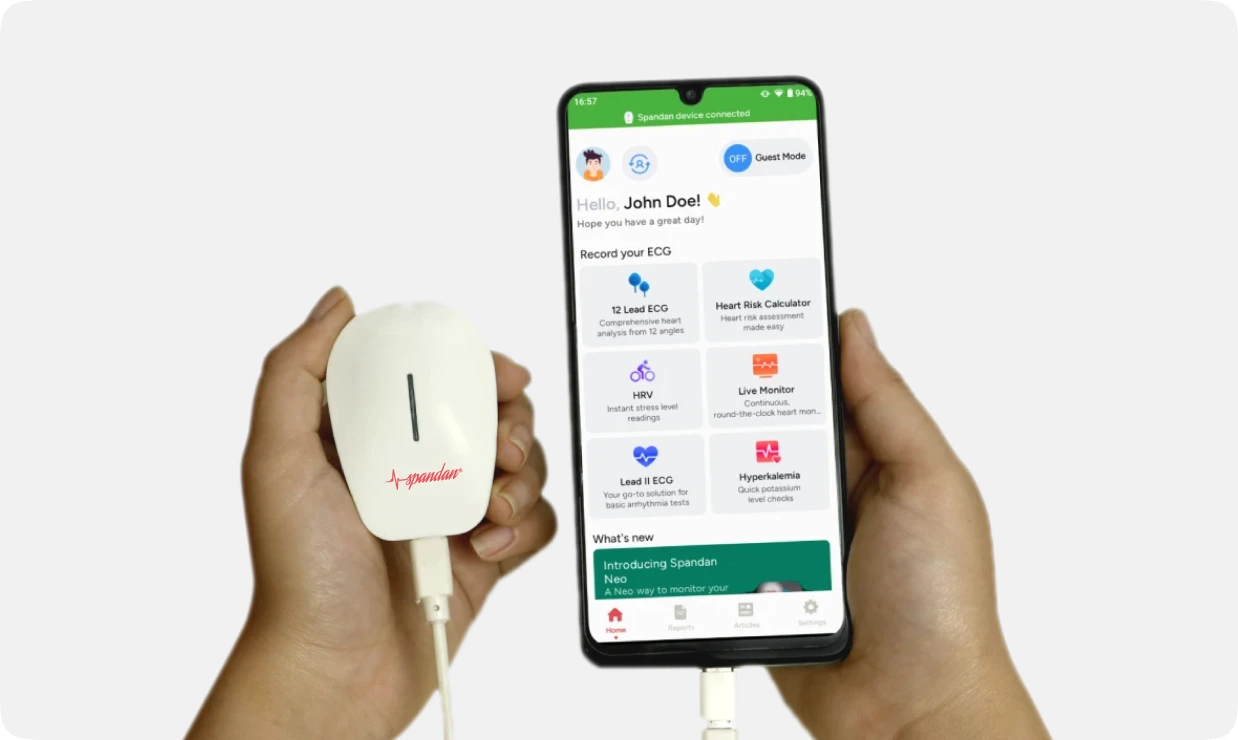 16:57
94%
Spandan device connected
OFF
Guest Mode
Hello, John Doe!
Hope you have a great day!
Record your ECG
12 Lead ECG
Comprehensive heart
analysis from 12 angles
Heart Risk Calculator
Heart risk assessment
made easy
HRV
Instant stress level
readings
Live Monitor
Continuous,
round-the-clock heart mon...
Lead II ECG
Your go-to solution for
basic arrhythmia tests
Hyperkalemia
Quick potassium
level checks
What's new
Introducing Spandan
Neo
A Neo way to monitor your
Home
Reports
Articles
Settings
spandan®